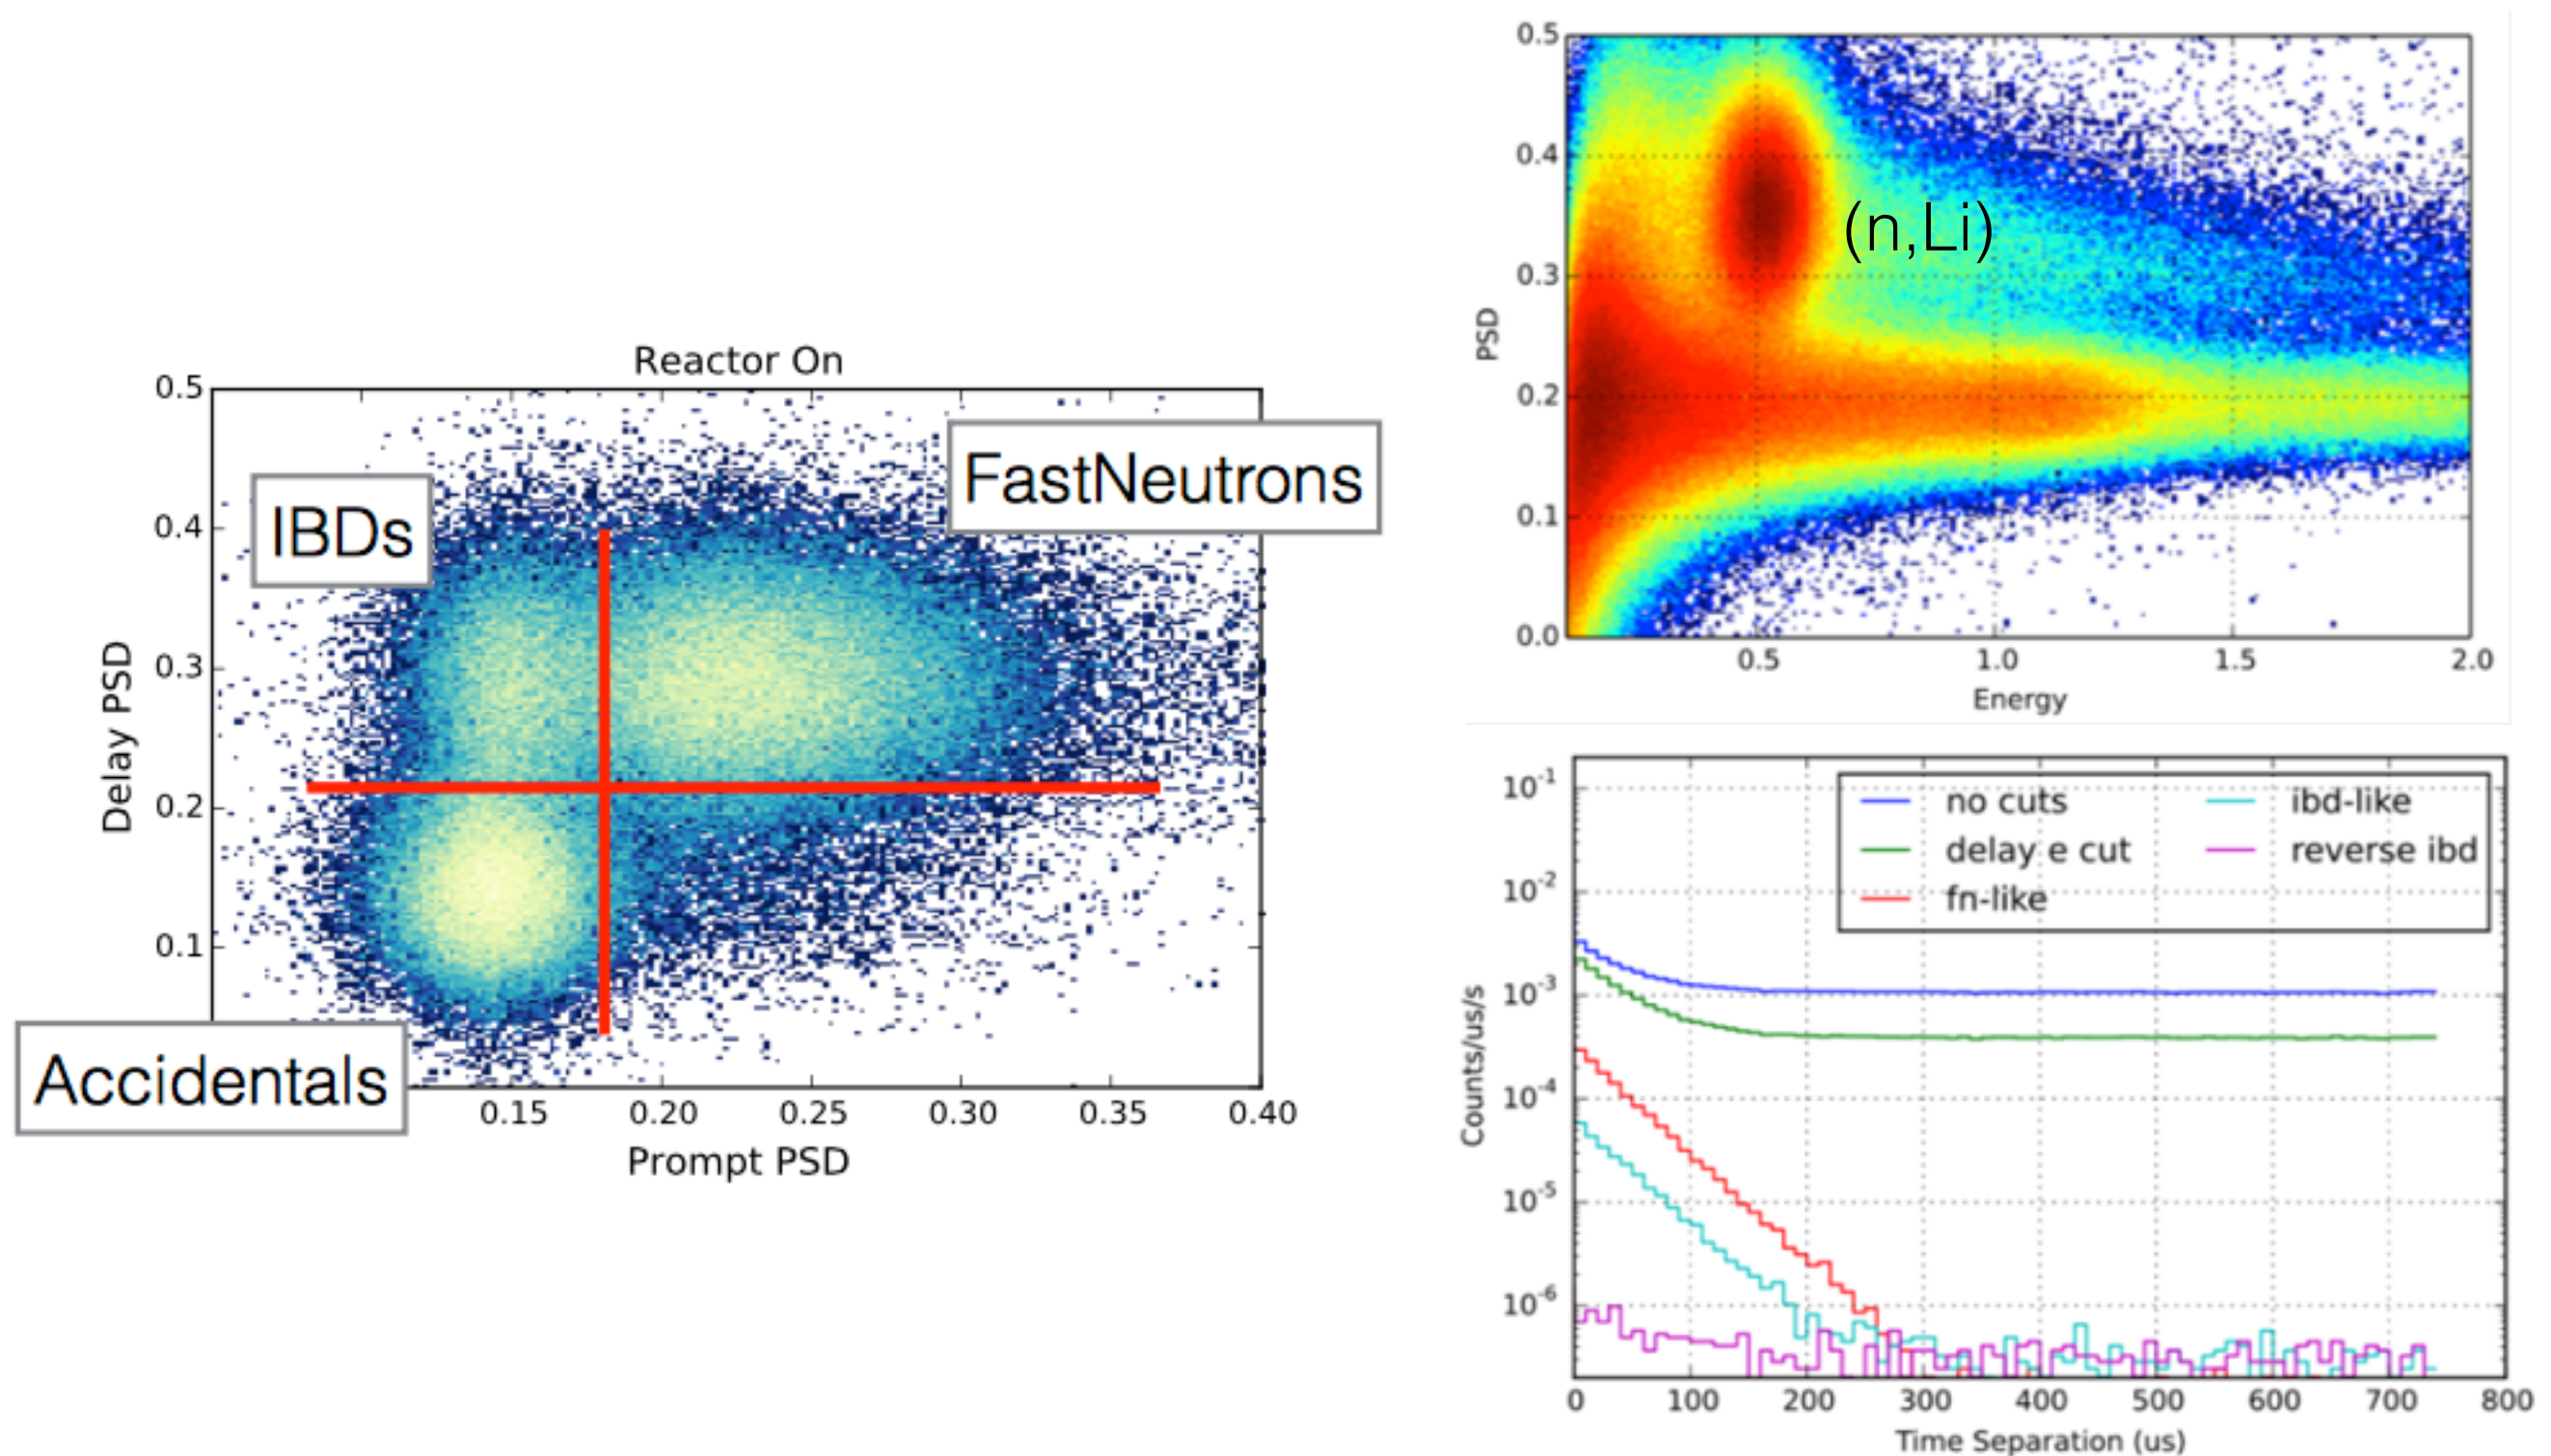 Reactor On
0.5
0.4
0.3
0.2
0.1
Delay PSD
IBDs
FastNeutrons
Accidentals
0.15 0.20 0.25 0.30 0.35 0.40
Prompt PSD
0.5
0.4
0.3
0.2
0.1
0.0
PSD
(n,Li)
0.5 1.0 1.5 2.0
Energy
10-1
10-2
10-3
10-4
10-5
10-6
Counts/us/s
no cuts ibd-like
delay e cut reverse ibd
fn-like
0 100 200 300 400 500 600 700 800
Time Separation (us)